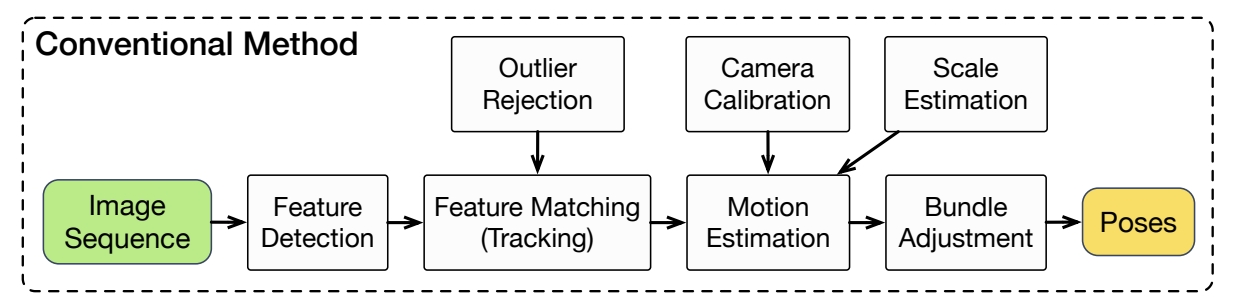 Conventional Method
Outlier
Rejection
Camera
Calibration
Scale
Estimation
Image
Sequence
Feature
Detection
Feature Matching
(Tracking)
Motion
Estimation
Bundle
Adjustment
Poses